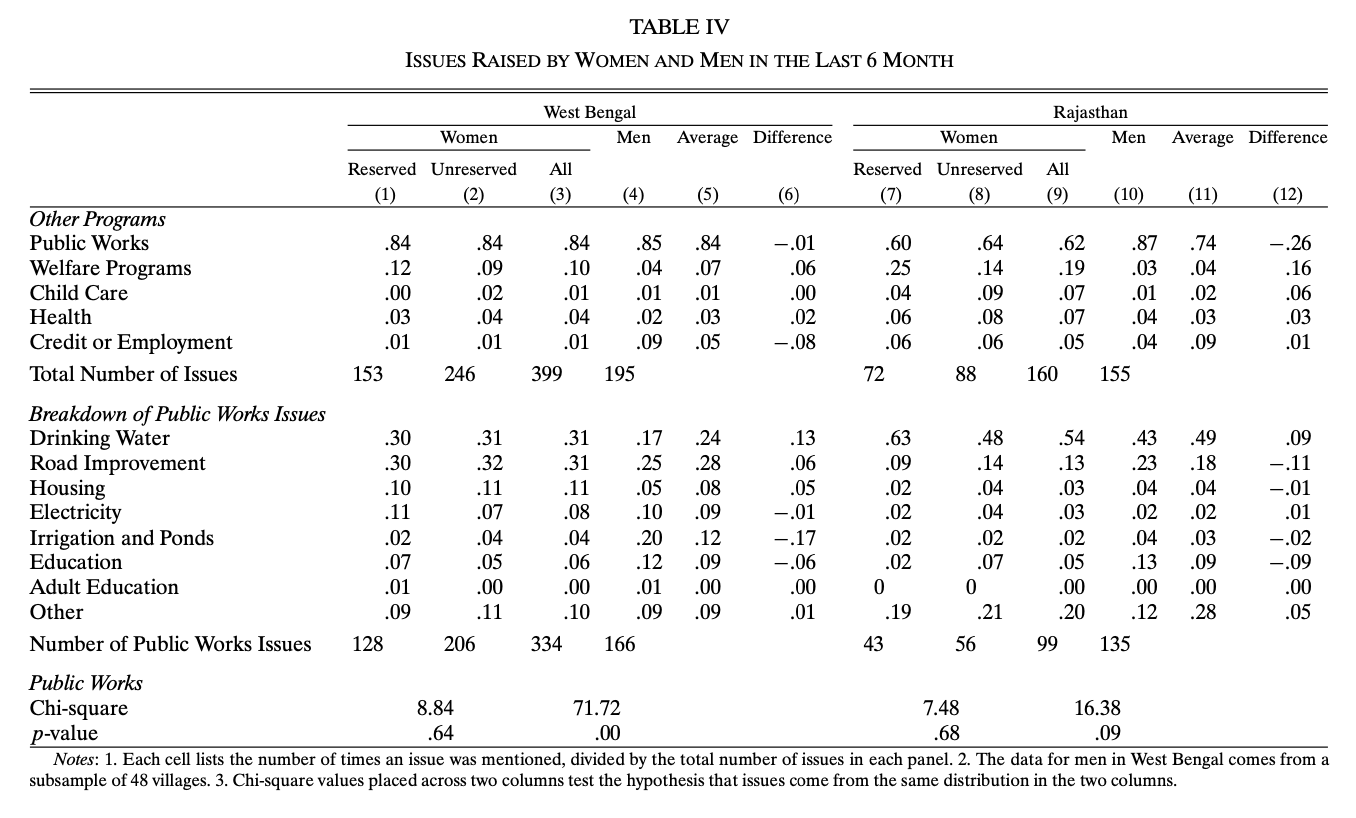 TABLE IV
ISSUES RAISED BY WOMEN AND MEN IN THE LAST 6 MONTH
West Bengal Rajasthan
Women Men Average Difference Women Men Average Difference
Reserved Unreserved All Reserved Unreserved All
(1) (2) (3) (4) (5) (6) (7) (8) (9) (10) (11) (12)
Other Programs
Public Works .84 .84 .84 .85 .84 −.01 .60 .64 .62 .87 .74 −.26
Welfare Programs .12 .09 .10 .04 .07 .06 .25 .14 .19 .03 .04 .16
Child Care .00 .02 .01 .01 .01 .00 .04 .09 .07 .01 .02 .06
Health .03 .04 .04 .02 .03 .02 .06 .08 .07 .04 .03 .03
Credit or Employment .01 .01 .01 .09 .05 −.08 .06 .06 .05 .04 .09 .01
Total Number of Issues 153 246 399 195 72 88 160 155
Breakdown of Public Works Issues
Drinking Water .30 .31 .31 .17 .24 .13 .63 .48 .54 .43 .49 .09
Road Improvement .30 .32 .31 .25 .28 .06 .09 .14 .13 .23 .18 −.11
Housing .10 .11 .11 .05 .08 .05 .02 .04 .03 .04 .04 −.01
Electricity .11 .07 .08 .10 .09 −.01 .02 .04 .03 .02 .02 .01
Irrigation and Ponds .02 .04 .04 .20 .12 −.17 .02 .02 .02 .04 .03 −.02
Education .07 .05 .06 .12 .09 −.06 .02 .07 .05 .13 .09 −.09
Adult Education .01 .00 .00 .01 .00 .00 0 0 .00 .00 .00 .00
Other .09 .11 .10 .09 .09 .01 .19 .21 .20 .12 .28 .05
Number of Public Works Issues 128 206 334 166 43 56 99 135
Public Works
Chi-square 8.84 71.72 7.48 16.38
p-value .64 .00 .68 .09
Notes: 1. Each cell lists the number of times an issue was mentioned, divided by the total number of issues in each panel. 2. The data for men in West Bengal comes from a
subsample of 48 villages. 3. Chi-square values placed across two columns test the hypothesis that issues come from the same distribution in the two columns.